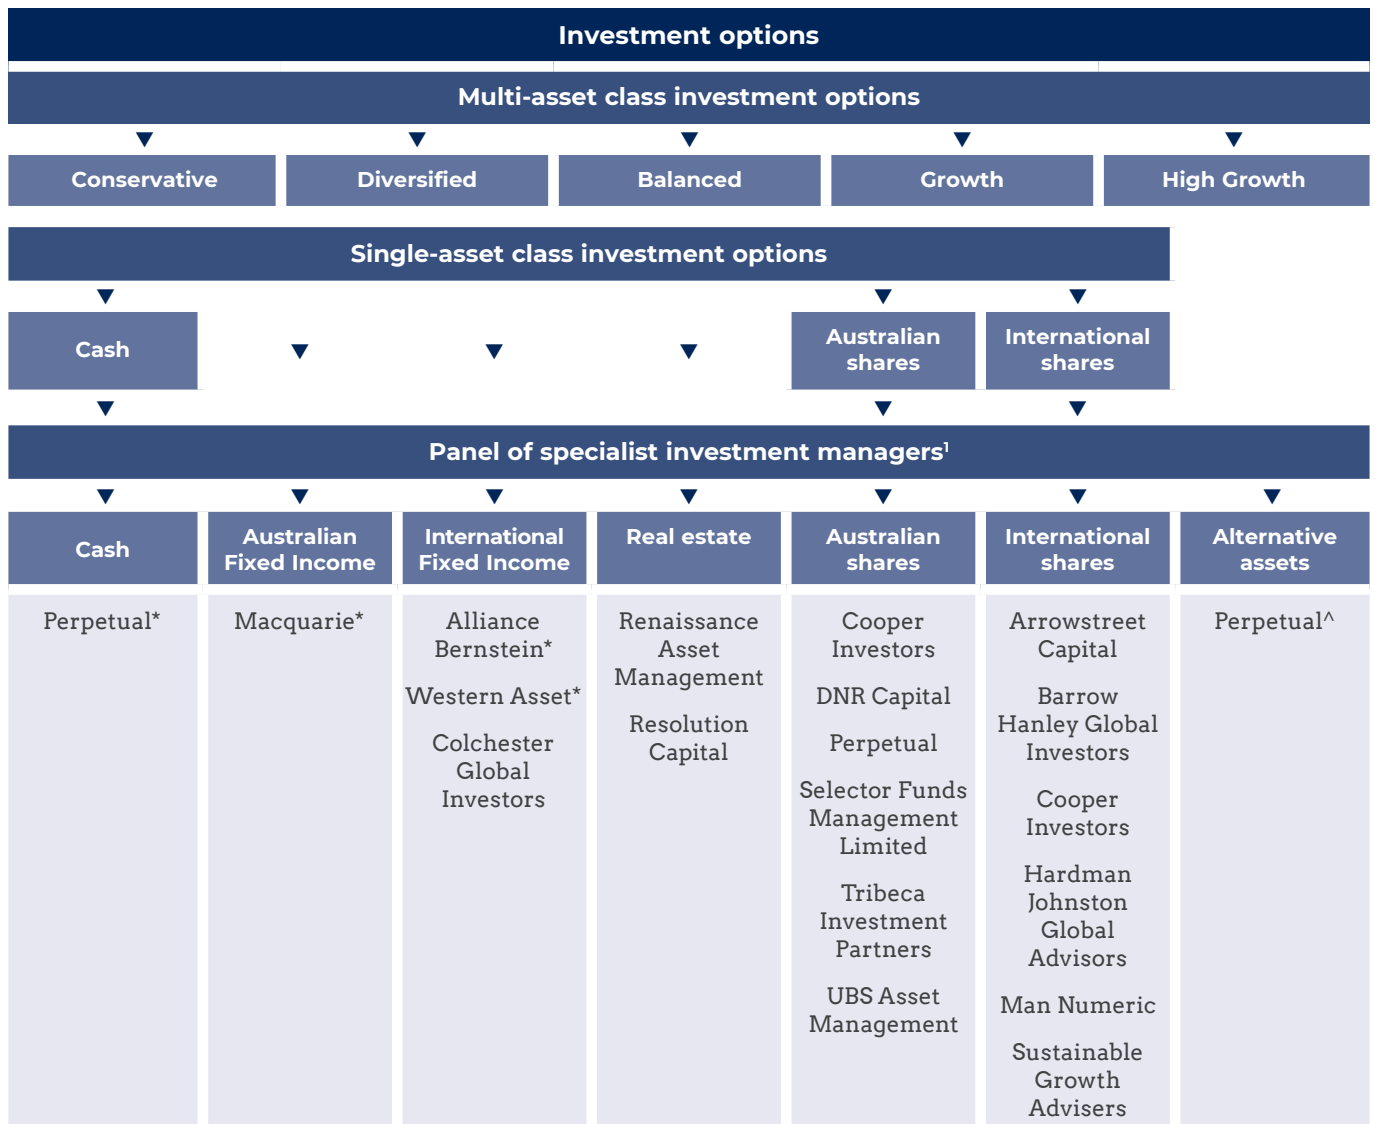 Investment options
Multi-asset class investment options
Conservative
Diversified
Balanced
Growth
High Growth
Single-asset class investment options
Cash
Australian
shares
International
shares
Panel of specialist investment managers¹
Cash
Australian
Fixed Income
International
Fixed Income
Real estate
Australian
shares
International
shares
Alternative
assets
Perpetual*
Macquarie*
Alliance
Bernstein*
Western Asset*
Colchester
Global
Investors
Renaissance
Asset
Management
Resolution
Capital
Cooper
Investors
DNR Capital
Perpetual
Selector Funds
Management
Limited
Tribeca
Investment
Partners
UBS Asset
Management
Arrowstreet
Capital
Barrow
Hanley Global
Investors
Cooper
Investors
Hardman
Johnston
Global
Advisors
Man Numeric
Sustainable
Growth
Advisers
Perpetual^